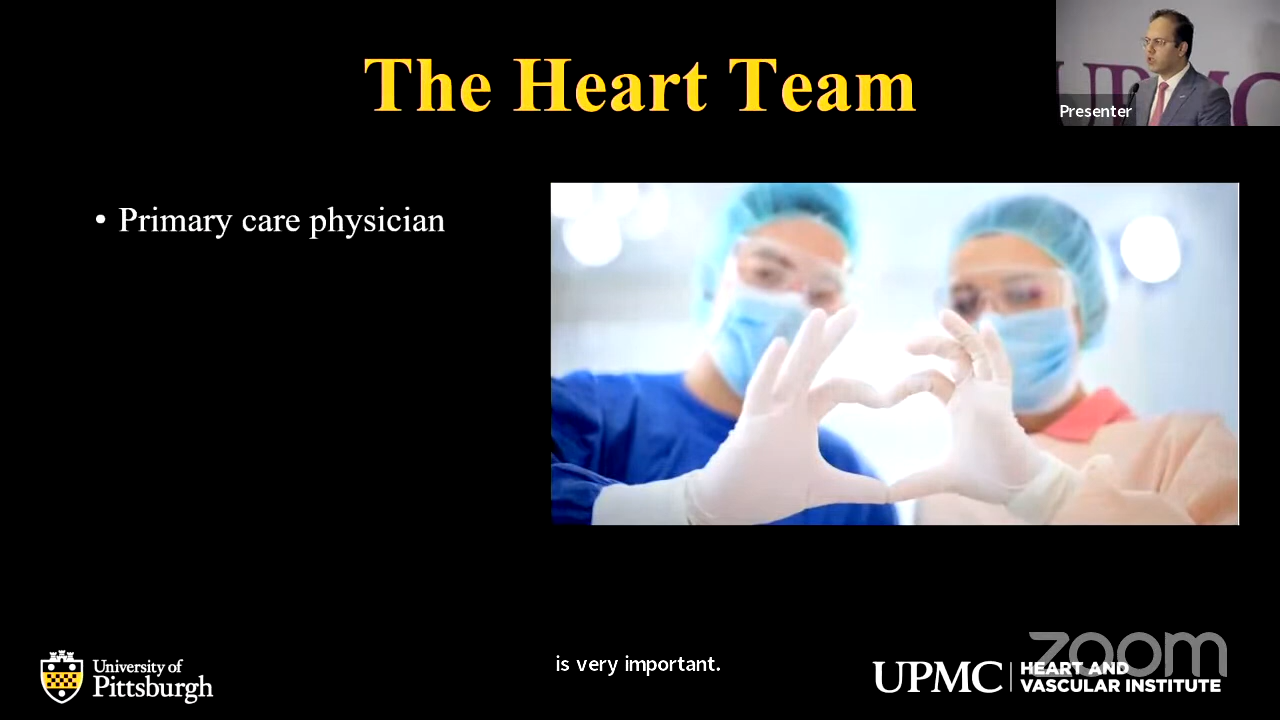 The Heart Team
UPMC
Presenter
• Primary care physician
University of
Pittsburgh
is very important.
zoom
UPMC
HEART AND
VASCULAR INSTITUTE